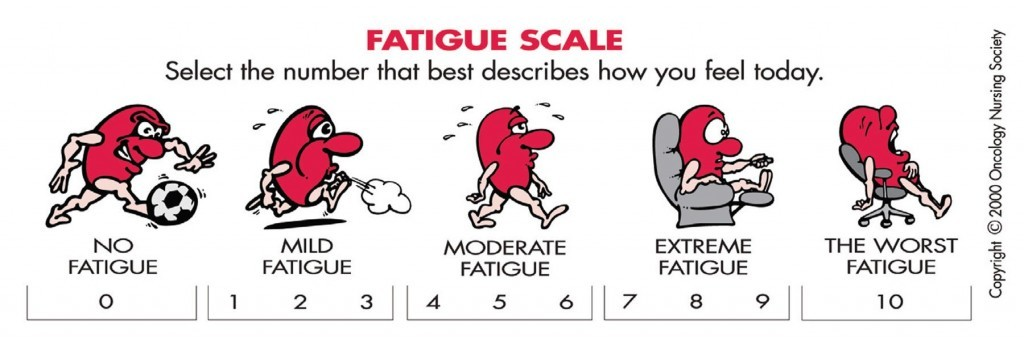 FATIGUE SCALE
Select the number that best describes how you feel today.
NO
FATIGUE
MILD
FATIGUE
MODERATE
FATIGUE
EXTREME
FATIGUE
THE WORST
FATIGUE
0
1 2 3
4 5 6
7 8 9
10
Copyright © 2000 Oncology Nursing Society